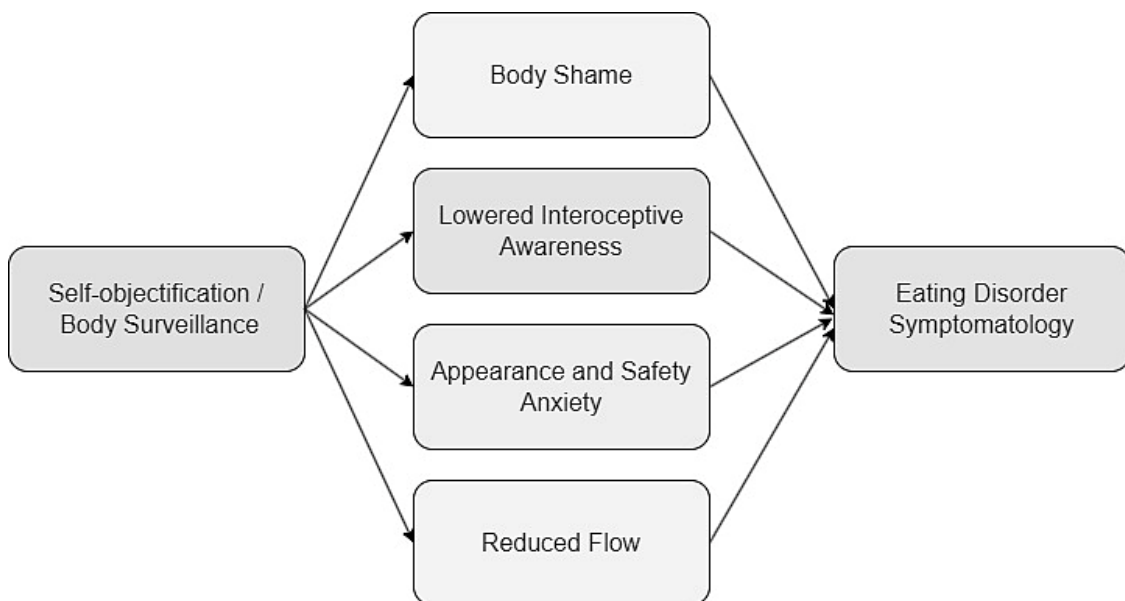 Body Shame
Lowered Interoceptive
Awareness
Self-objectification /
Body Surveillance
Eating Disorder
Symptomatology
Appearance and Safety
Anxiety
Reduced Flow